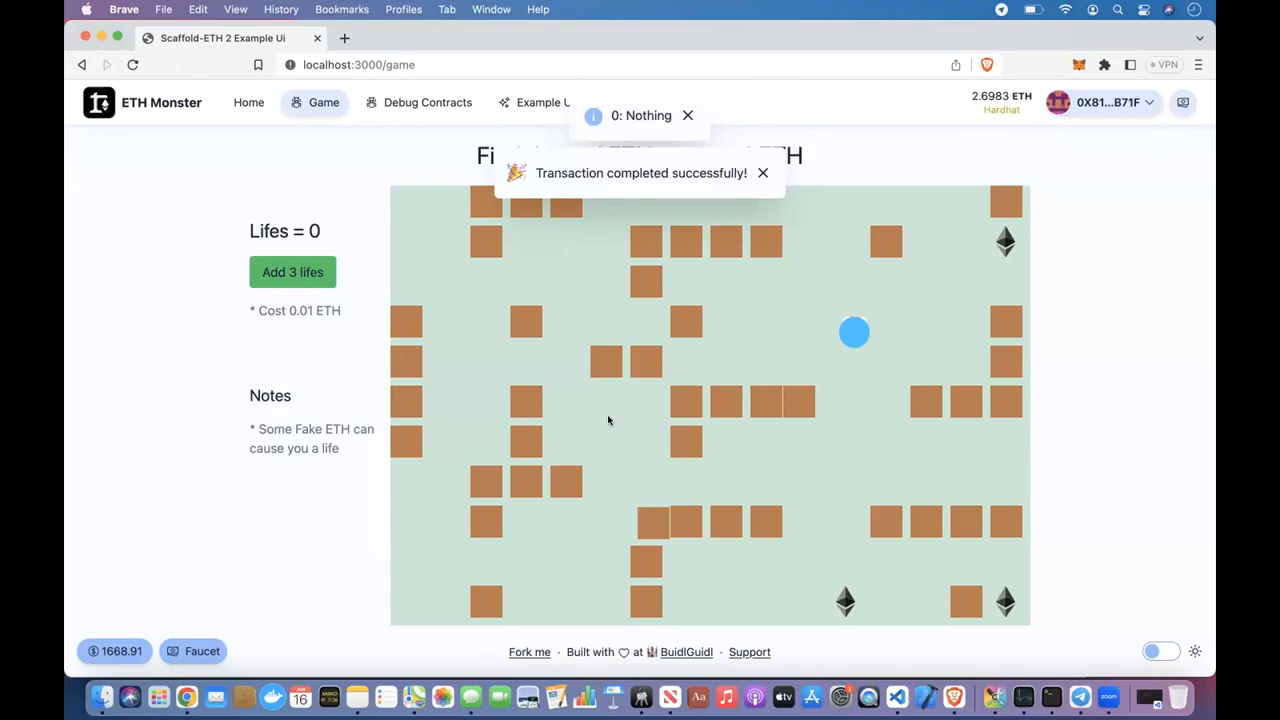 Brave File Edit View History Bookmarks Profiles Tab Window Help
Scaffold-ETH 2 Example Ui
localhost:3000/game
VPN
ETH Monster Home Game Debug Contracts Example U
2.6983 ETH
Hardhat
0X81...B71F
0: Nothing
Transaction completed successfully!
Lifes = 0
Add 3 lifes
* Cost 0.01 ETH
Notes
* Some Fake ETH can
cause you a life
1668.91 Faucet
Fork me · Built with ♡ at BuidlGuidl · Support
16
zoom